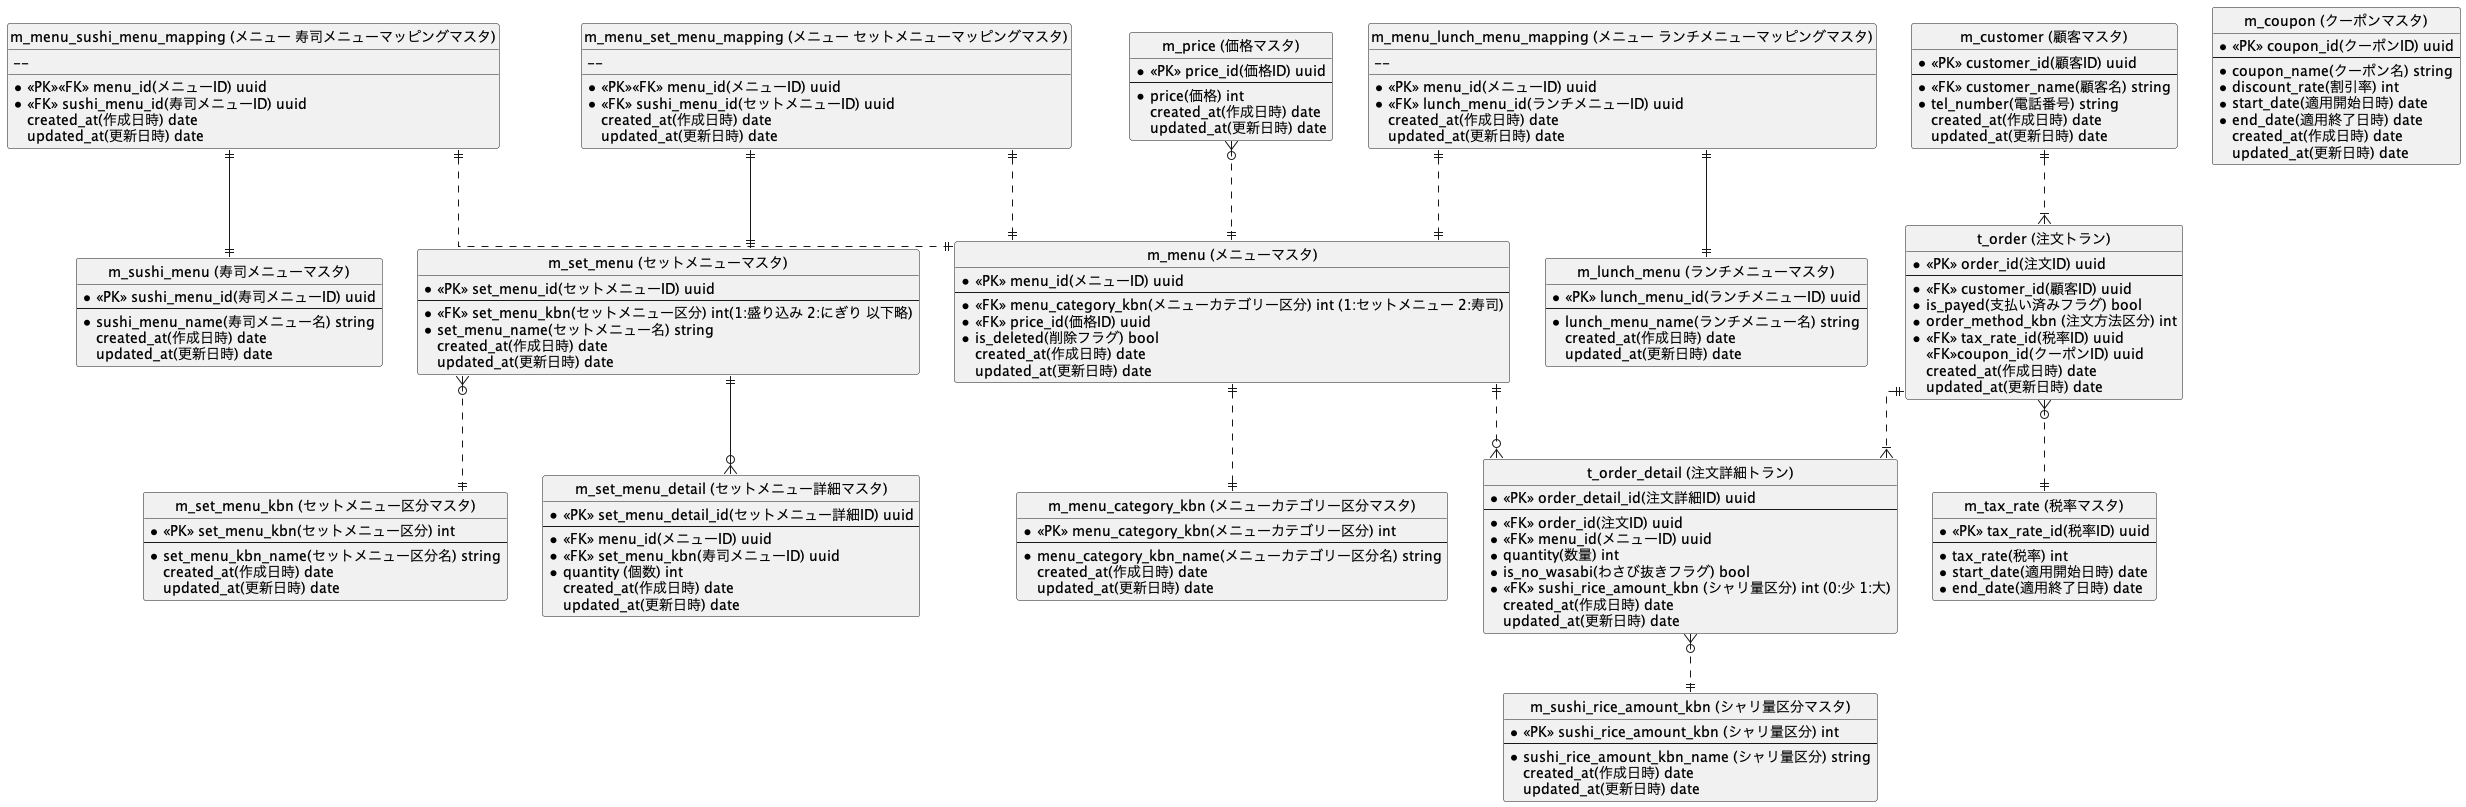 m_menu_sushi_menu_mapping (メニュー 寿司メニューマッピングマスタ)
--
«PK»«FK» menu_id(メニューID) uuid
«FK» sushi_menu_id(寿司メニューID) uuid
created_at(作成日時) date
updated_at(更新日時) date
m_menu_set_menu_mapping (メニュー セットメニューマッピングマスタ)
--
«PK»«FK» menu_id(メニューID) uuid
«FK» sushi_menu_id(セットメニューID) uuid
created_at(作成日時) date
updated_at(更新日時) date
m_price (価格マスタ)
«PK» price_id(価格ID) uuid
price(価格) int
created_at(作成日時) date
updated_at(更新日時) date
m_menu_lunch_menu_mapping (メニュー ランチメニューマッピングマスタ)
--
«PK» menu_id(メニューID) uuid
«FK» lunch_menu_id(ランチメニューID) uuid
created_at(作成日時) date
updated_at(更新日時) date
m_customer (顧客マスタ)
«PK» customer_id(顧客ID) uuid
«FK» customer_name(顧客名) string
tel_number(電話番号) string
created_at(作成日時) date
updated_at(更新日時) date
m_coupon (クーポンマスタ)
«PK» coupon_id(クーポンID) uuid
coupon_name(クーポン名) string
discount_rate(割引率) int
start_date(適用開始日時) date
end_date(適用終了日時) date
created_at(作成日時) date
updated_at(更新日時) date
m_sushi_menu (寿司メニューマスタ)
«PK» sushi_menu_id(寿司メニューID) uuid
sushi_menu_name(寿司メニュー名) string
created_at(作成日時) date
updated_at(更新日時) date
m_set_menu (セットメニューマスタ)
«PK» set_menu_id(セットメニューID) uuid
«FK» set_menu_kbn(セットメニュー区分) int(1:盛り込み 2:にぎり 以下略)
set_menu_name(セットメニュー名) string
created_at(作成日時) date
updated_at(更新日時) date
m_menu (メニューマスタ)
«PK» menu_id(メニューID) uuid
«FK» menu_category_kbn(メニューカテゴリー区分) int (1:セットメニュー 2:寿司)
«FK» price_id(価格ID) uuid
is_deleted(削除フラグ) bool
created_at(作成日時) date
updated_at(更新日時) date
m_lunch_menu (ランチメニューマスタ)
«PK» lunch_menu_id(ランチメニューID) uuid
lunch_menu_name(ランチメニュー名) string
created_at(作成日時) date
updated_at(更新日時) date
t_order (注文トラン)
«PK» order_id(注文ID) uuid
«FK» customer_id(顧客ID) uuid
is_payed(支払い済みフラグ) bool
order_method_kbn (注文方法区分) int
«FK» tax_rate_id(税率ID) uuid
«FK»coupon_id(クーポンID) uuid
created_at(作成日時) date
updated_at(更新日時) date
m_set_menu_kbn (セットメニュー区分マスタ)
«PK» set_menu_kbn(セットメニュー区分) int
set_menu_kbn_name(セットメニュー区分名) string
created_at(作成日時) date
updated_at(更新日時) date
m_set_menu_detail (セットメニュー詳細マスタ)
«PK» set_menu_detail_id(セットメニュー詳細ID) uuid
«FK» menu_id(メニューID) uuid
«FK» set_menu_kbn(寿司メニューID) uuid
quantity (個数) int
created_at(作成日時) date
updated_at(更新日時) date
m_menu_category_kbn (メニューカテゴリー区分マスタ)
«PK» menu_category_kbn(メニューカテゴリー区分) int
menu_category_kbn_name(メニューカテゴリー区分名) string
created_at(作成日時) date
updated_at(更新日時) date
t_order_detail (注文詳細トラン)
«PK» order_detail_id(注文詳細ID) uuid
«FK» order_id(注文ID) uuid
«FK» menu_id(メニューID) uuid
quantity(数量) int
is_no_wasabi(わさび抜きフラグ) bool
«FK» sushi_rice_amount_kbn (シャリ量区分) int (0:少 1:大)
created_at(作成日時) date
updated_at(更新日時) date
m_tax_rate (税率マスタ)
«PK» tax_rate_id(税率ID) uuid
tax_rate(税率) int
start_date(適用開始日時) date
end_date(適用終了日時) date
m_sushi_rice_amount_kbn (シャリ量区分マスタ)
«PK» sushi_rice_amount_kbn (シャリ量区分) int
sushi_rice_amount_kbn_name (シャリ量区分) string
created_at(作成日時) date
updated_at(更新日時) date